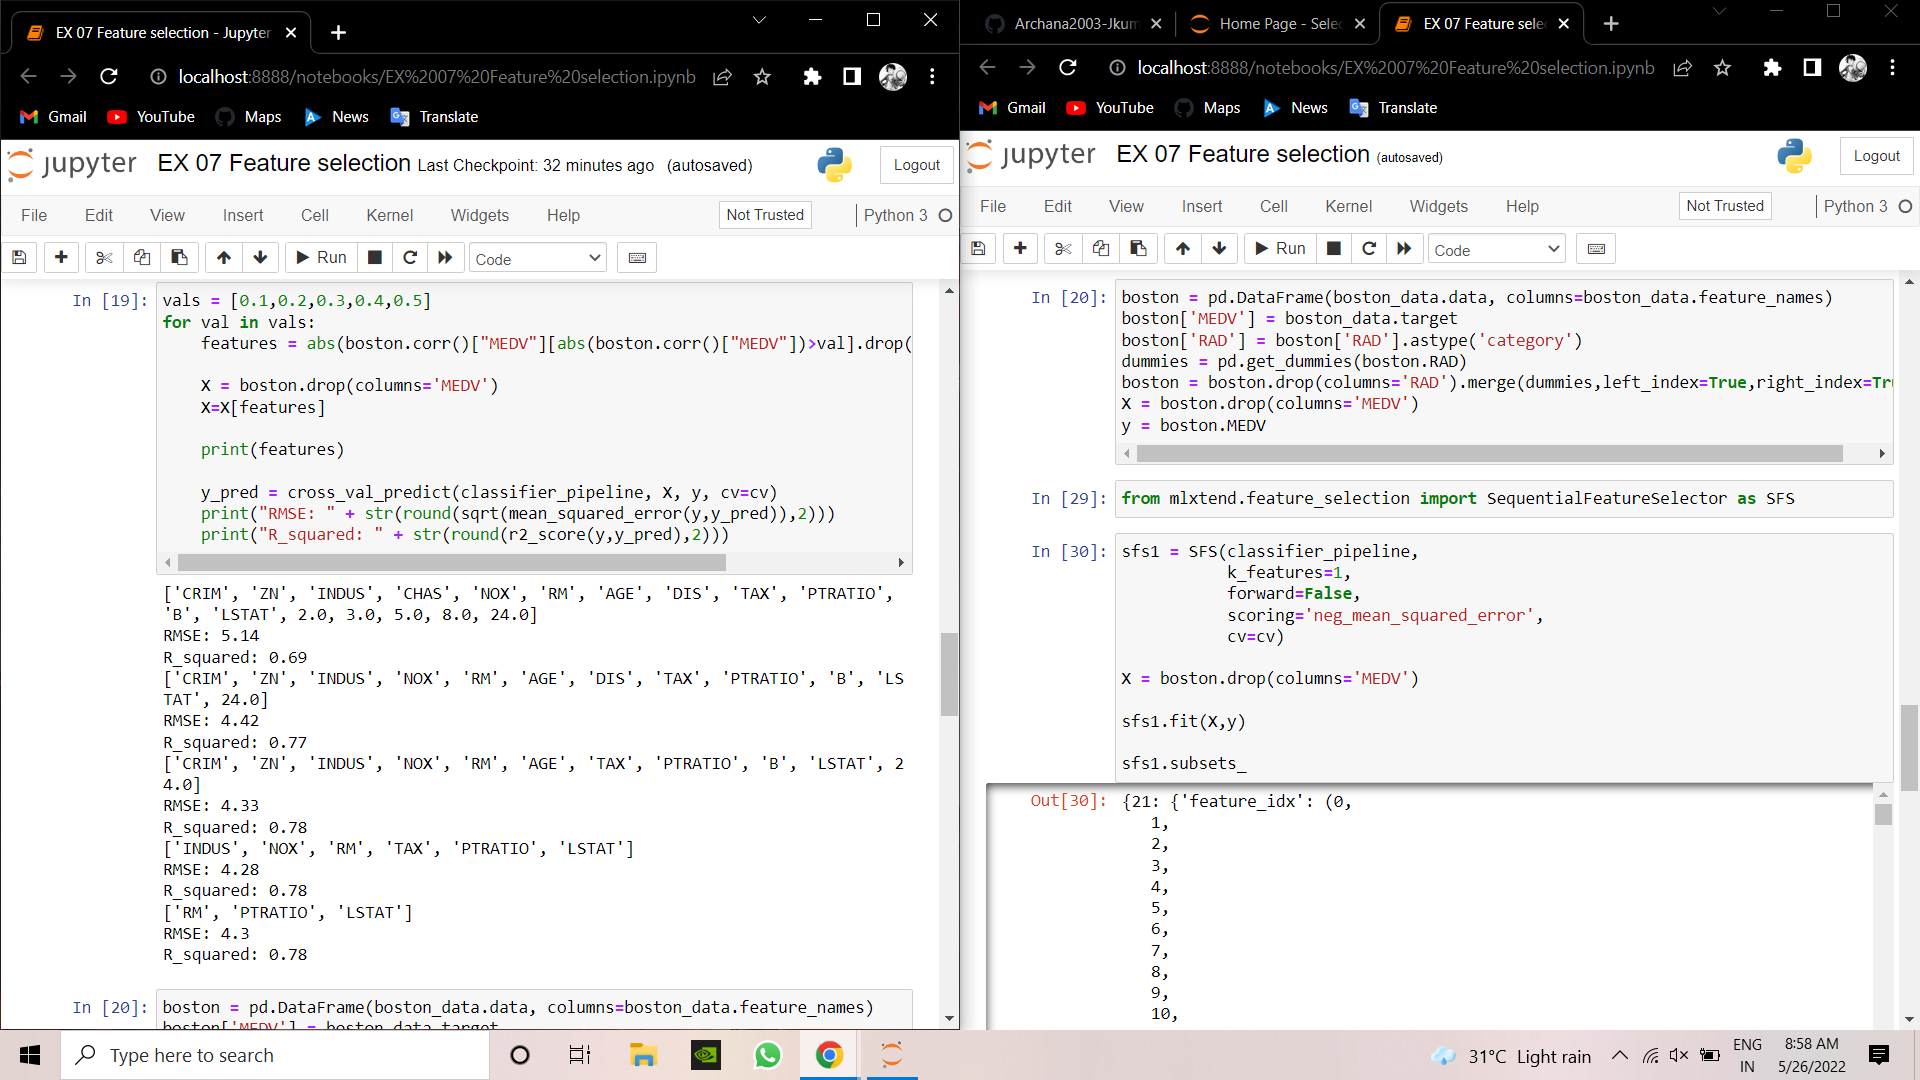 EX 07 Feature selection - Jupyter
localhost:8888/notebooks/EX%2007%20Feature%20selection.ipynb
Gmail
YouTube
Maps
News
Translate
jupyter
EX 07 Feature selection
Last Checkpoint: 32 minutes ago
(autosaved)
Logout
File
Edit
View
Insert
Cell
Kernel
Widgets
Help
Not Trusted
Python 3
Run
Code
In [19]:
vals = [0.1,0.2,0.3,0.4,0.5]
for val in vals:
    features = abs(boston.corr()["MEDV"][abs(boston.corr()["MEDV"])>val].drop(
    X = boston.drop(columns='MEDV')
    X=X[features]
    print(features)
    y_pred = cross_val_predict(classifier_pipeline, X, y, cv=cv)
    print("RMSE: " + str(round(sqrt(mean_squared_error(y,y_pred)),2)))
    print("R_squared: " + str(round(r2_score(y,y_pred),2)))
['CRIM', 'ZN', 'INDUS', 'CHAS', 'NOX', 'RM', 'AGE', 'DIS', 'TAX', 'PTRATIO',
'B', 'LSTAT', 2.0, 3.0, 5.0, 8.0, 24.0]
RMSE: 5.14
R_squared: 0.69
['CRIM', 'ZN', 'INDUS', 'NOX', 'RM', 'AGE', 'DIS', 'TAX', 'PTRATIO', 'B', 'LS
TAT', 24.0]
RMSE: 4.42
R_squared: 0.77
['CRIM', 'ZN', 'INDUS', 'NOX', 'RM', 'AGE', 'TAX', 'PTRATIO', 'B', 'LSTAT', 2
4.0]
RMSE: 4.33
R_squared: 0.78
['INDUS', 'NOX', 'RM', 'TAX', 'PTRATIO', 'LSTAT']
RMSE: 4.28
R_squared: 0.78
['RM', 'PTRATIO', 'LSTAT']
RMSE: 4.3
R_squared: 0.78
In [20]:
boston = pd.DataFrame(boston_data.data, columns=boston_data.feature_names)
boston['MEDV'] = boston_data.target
Archana2003-Jkum
Home Page - Selec
EX 07 Feature sele
localhost:8888/notebooks/EX%2007%20Feature%20selection.ipynb
Gmail
YouTube
Maps
News
Translate
jupyter
EX 07 Feature selection
(autosaved)
Logout
File
Edit
View
Insert
Cell
Kernel
Widgets
Help
Not Trusted
Python 3
Run
Code
In [20]:
boston = pd.DataFrame(boston_data.data, columns=boston_data.feature_names)
boston['MEDV'] = boston_data.target
boston['RAD'] = boston['RAD'].astype('category')
dummies = pd.get_dummies(boston.RAD)
boston = boston.drop(columns='RAD').merge(dummies,left_index=True,right_index=Tr
X = boston.drop(columns='MEDV')
y = boston.MEDV
In [29]:
from mlxtend.feature_selection import SequentialFeatureSelector as SFS
In [30]:
sfs1 = SFS(classifier_pipeline,
           k_features=1,
           forward=False,
           scoring='neg_mean_squared_error',
           cv=cv)
X = boston.drop(columns='MEDV')
sfs1.fit(X,y)
sfs1.subsets_
Out[30]:
{21: {'feature_idx': (0,
   1,
   2,
   3,
   4,
   5,
   6,
   7,
   8,
   9,
   10,
Type here to search
31°C Light rain
ENG
IN
8:58 AM
5/26/2022